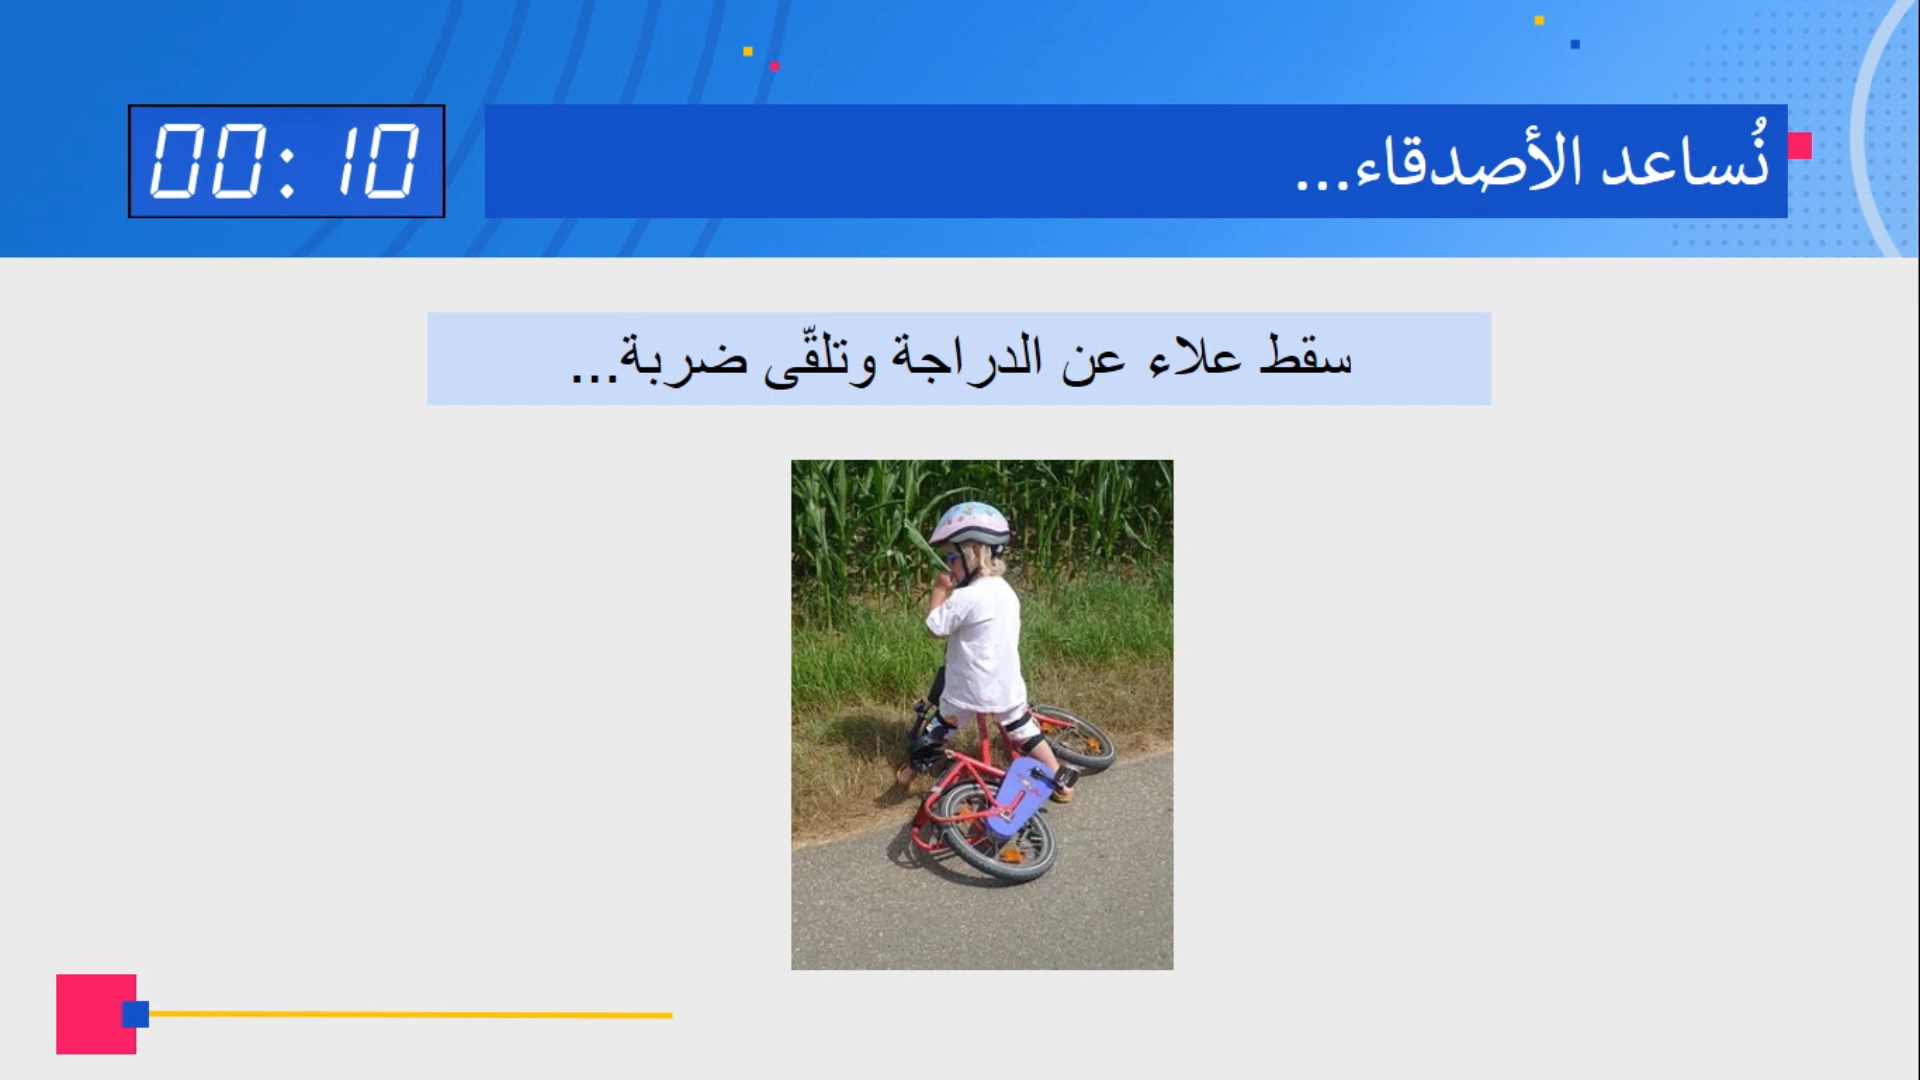 نُساعد الأصدقاء...
00:10
سقط علاء عن الدراجة وتلقّى ضربة...